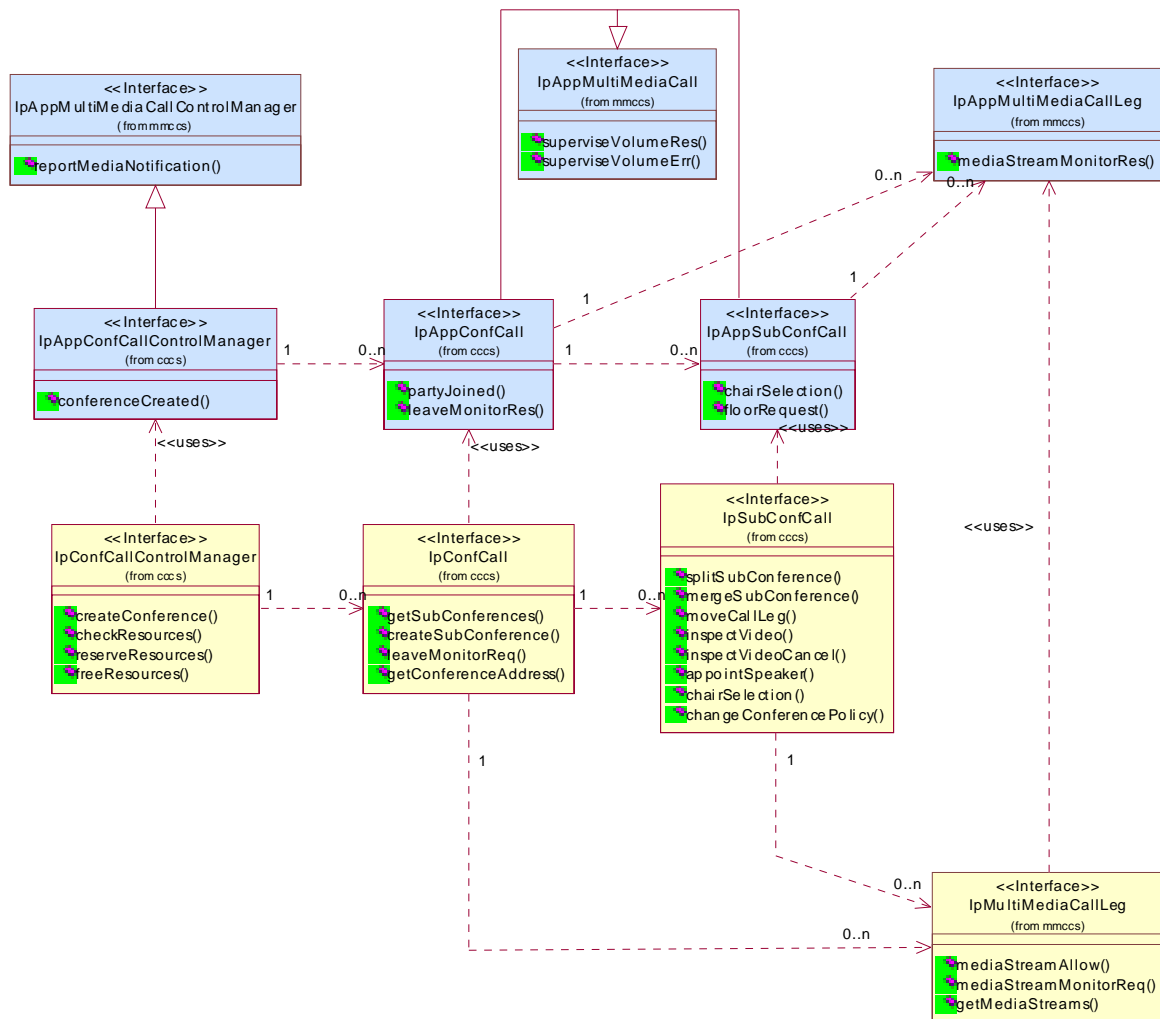 <<Interface>>
IpAppMultiMediaCall
(from mmccs)
superviseVolumeRes()
superviseVolumeErr()
<<Interface>>
IpAppMultiMediaCallControlManager
(from mmccs)
reportMediaNotification()
<<Interface>>
IpAppMultiMediaCallLeg
(from mmccs)
mediaStreamMonitorRes()
0..n
0..n
1
1
<<Interface>>
IpAppConfCallControlManager
(from cccs)
conferenceCreated()
1
0..n
<<Interface>>
IpAppConfCall
(from cccs)
partyJoined()
leaveMonitorRes()
1
0..n
<<Interface>>
IpAppSubConfCall
(from cccs)
chairSelection()
floorRequest()
<<uses>>
<<uses>>
<<uses>>
<<uses>>
<<Interface>>
IpConfCallControlManager
(from cccs)
createConference()
checkResources()
reserveResources()
freeResources()
1
0..n
<<Interface>>
IpConfCall
(from cccs)
getSubConferences()
createSubConference()
leaveMonitorReq()
getConferenceAddress()
1
0..n
<<Interface>>
IpSubConfCall
(from cccs)
splitSubConference()
mergeSubConference()
moveCallLeg()
inspectVideo()
inspectVideoCancel()
appointSpeaker()
chairSelection()
changeConferencePolicy()
1
1
0..n
0..n
<<Interface>>
IpMultiMediaCallLeg
(from mmccs)
mediaStreamAllow()
mediaStreamMonitorReq()
getMediaStreams()